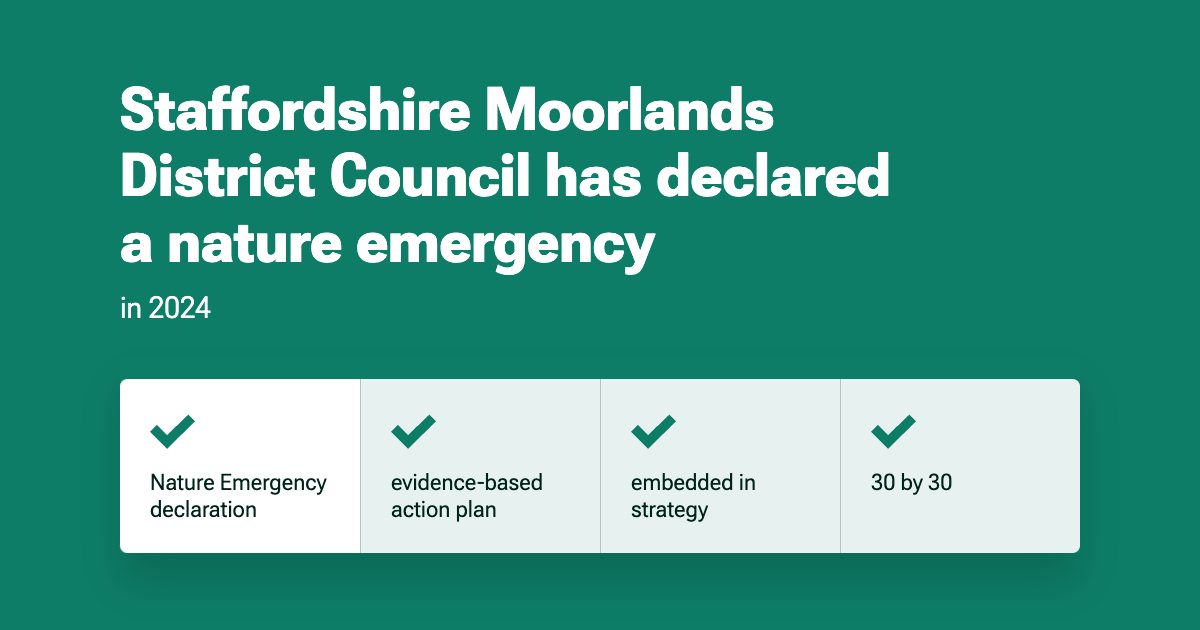 Staffordshire Moorlands
District Council has declared
a nature emergency
in 2024
Nature Emergency
declaration
evidence-based
action plan
embedded in
strategy
30 by 30